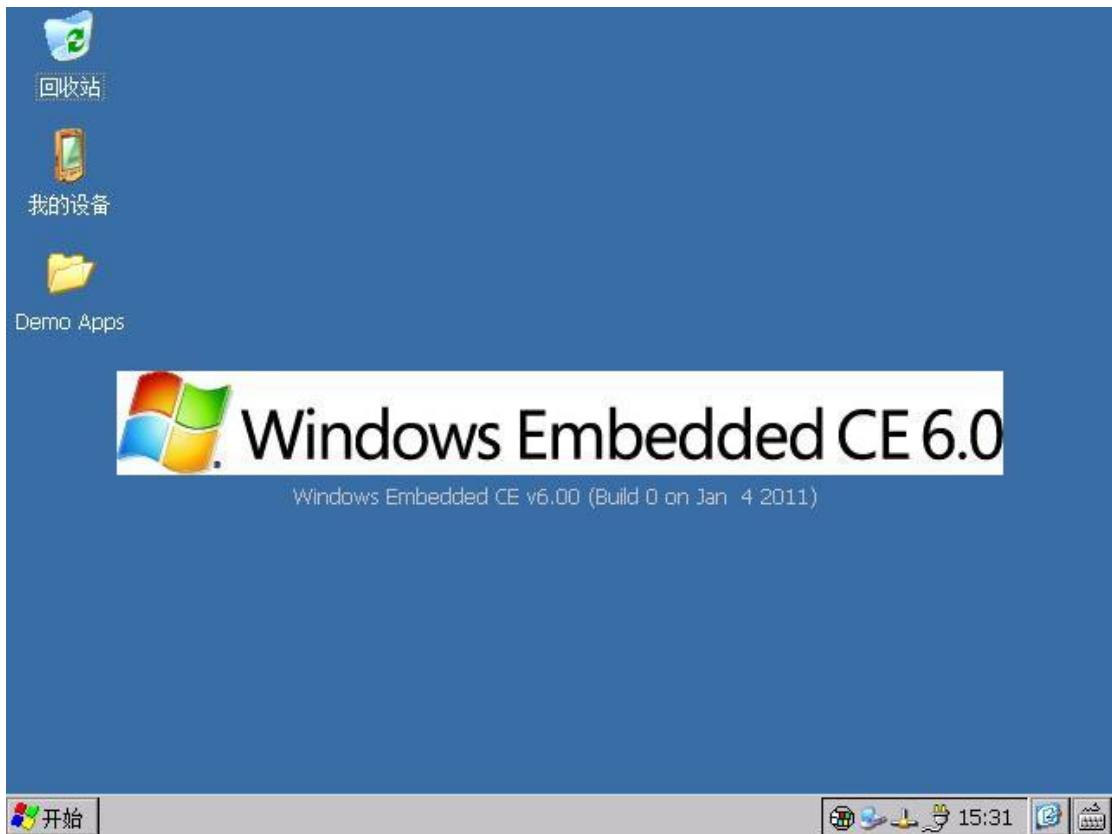 回收站
我的设备
Demo Apps
Windows Embedded CE 6.0
Windows Embedded CE v6.00 (Build 0 on Jan 4 2011)
开始
15:31